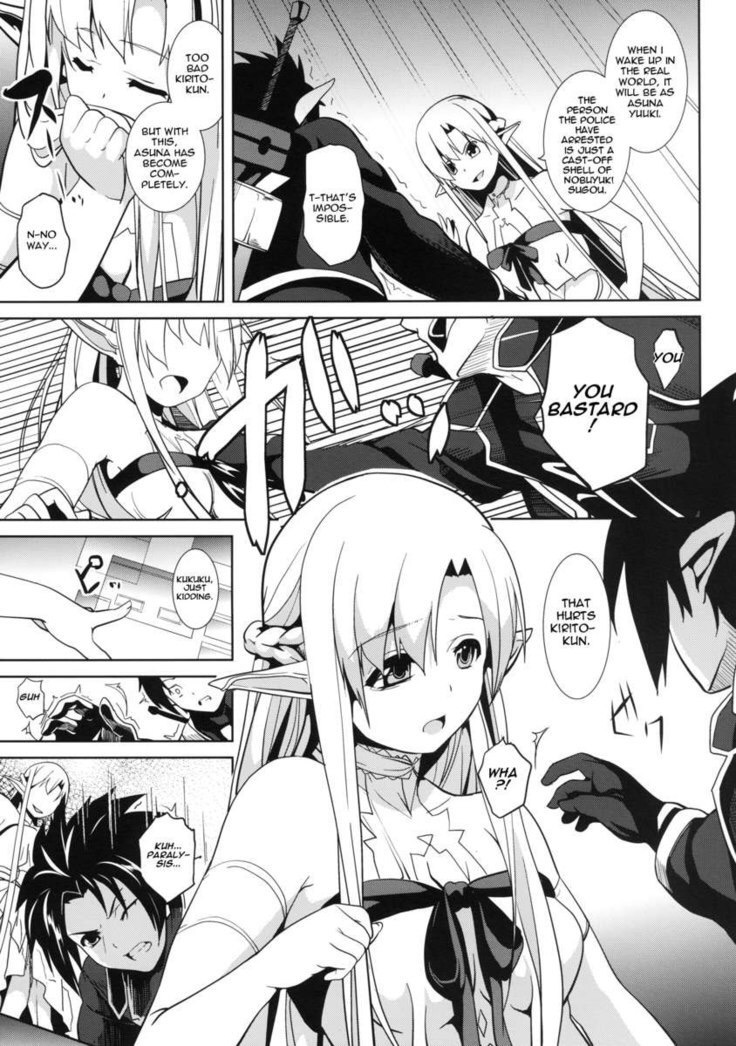 WHEN I
WAKE UP
IN THE
REAL
WORLD, IT
WILL BE AS
ASUNA
YUUKI.
THE
PERSON
THE POLICE
HAVE
ARRESTED
IS JUST A
CAST-OFF
SHELL OF
NOBUYUKI
SUGOU.
T-THAT'S
IMPOS-
SIBLE.
TOO
BAD
KIRITO-
KUN.
BUT WITH
THIS,
ASUNA HAS
BECOME
COM-
PLETELY.
N-NO
WAY...
YOU
YOU
BASTARD
!
THAT
HURTS
KIRITO-
KUN.
WHA
?!
KUKUKU,
JUST
KIDDING.
ピ
GUH
KUH...
PARALY-
SIS...